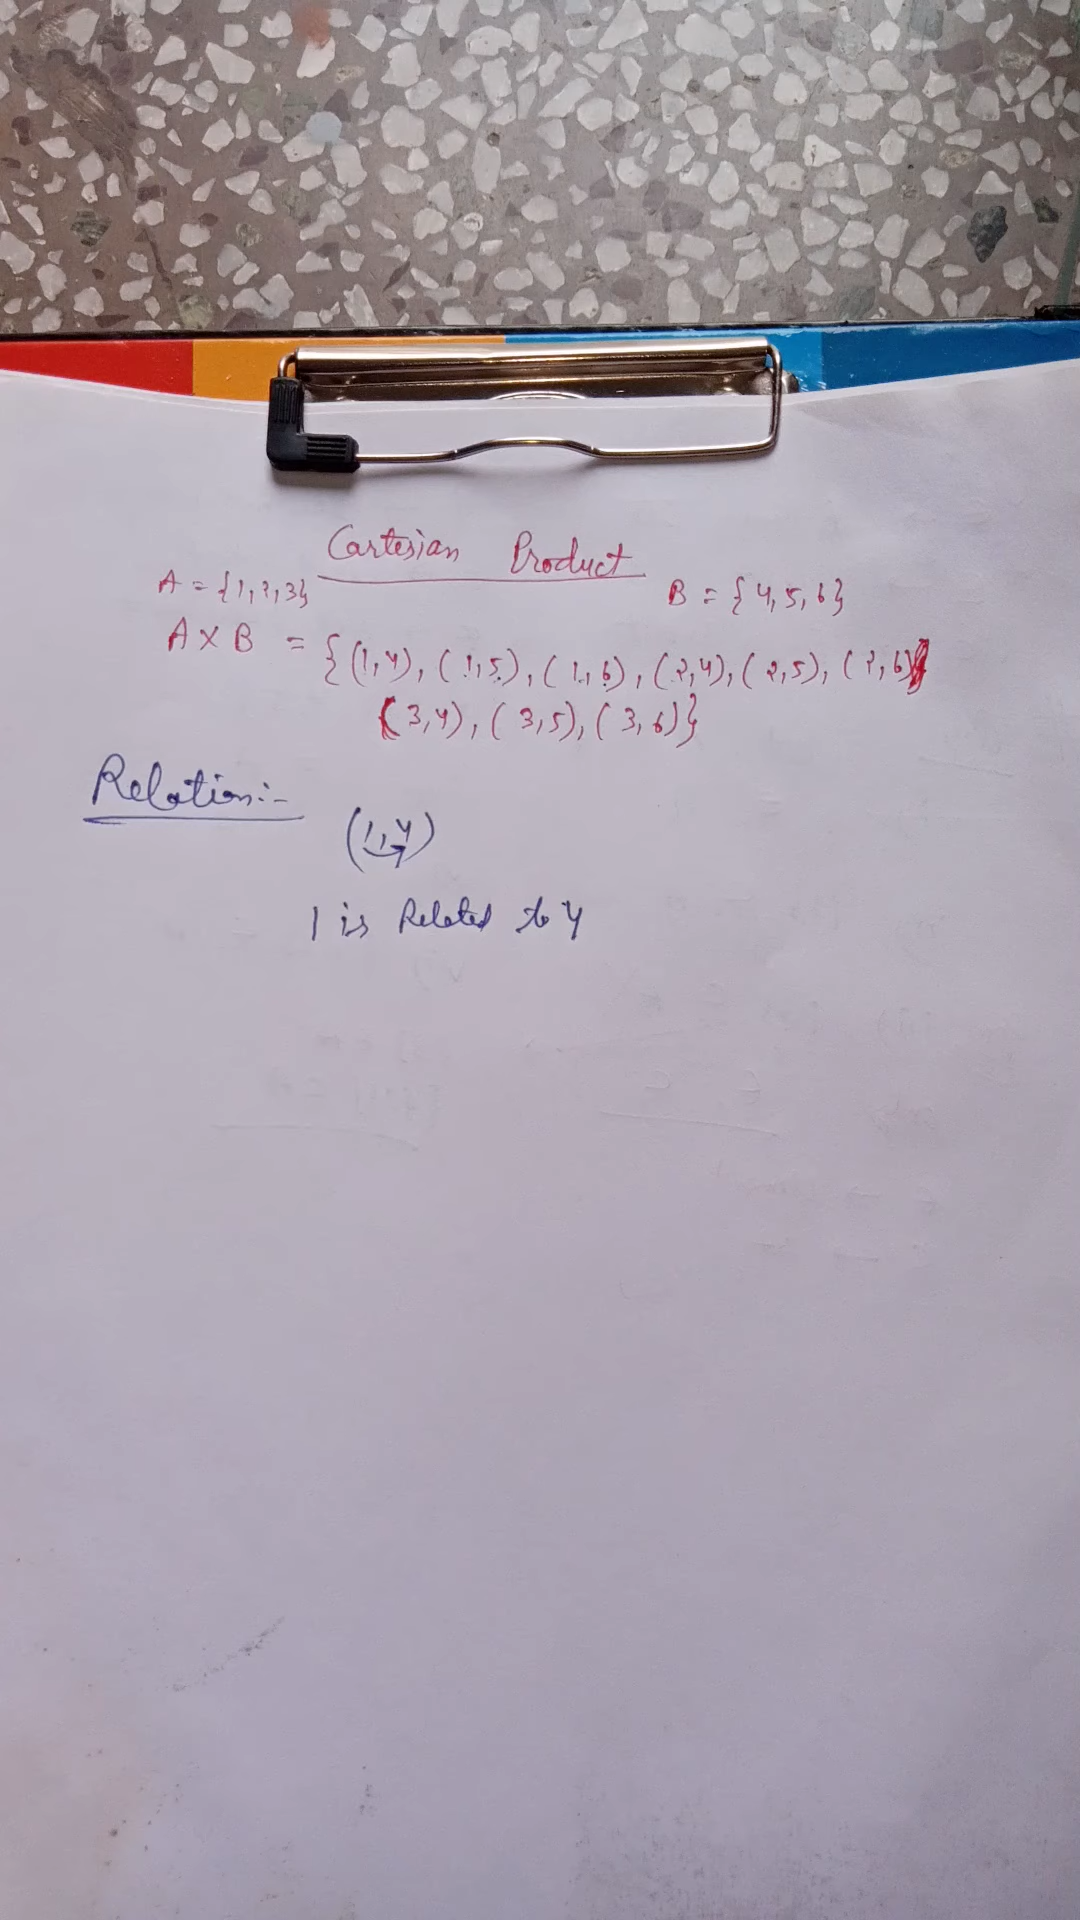 Cartesian Product
A = {1,2,3} B = {4,5,6}
A X B = {(1,4), (1,5), (1,6), (2,4), (2,5), (2,6)
(3,4), (3,5), (3,6)}
Relation:-
(1,4)
1 is Related to 4